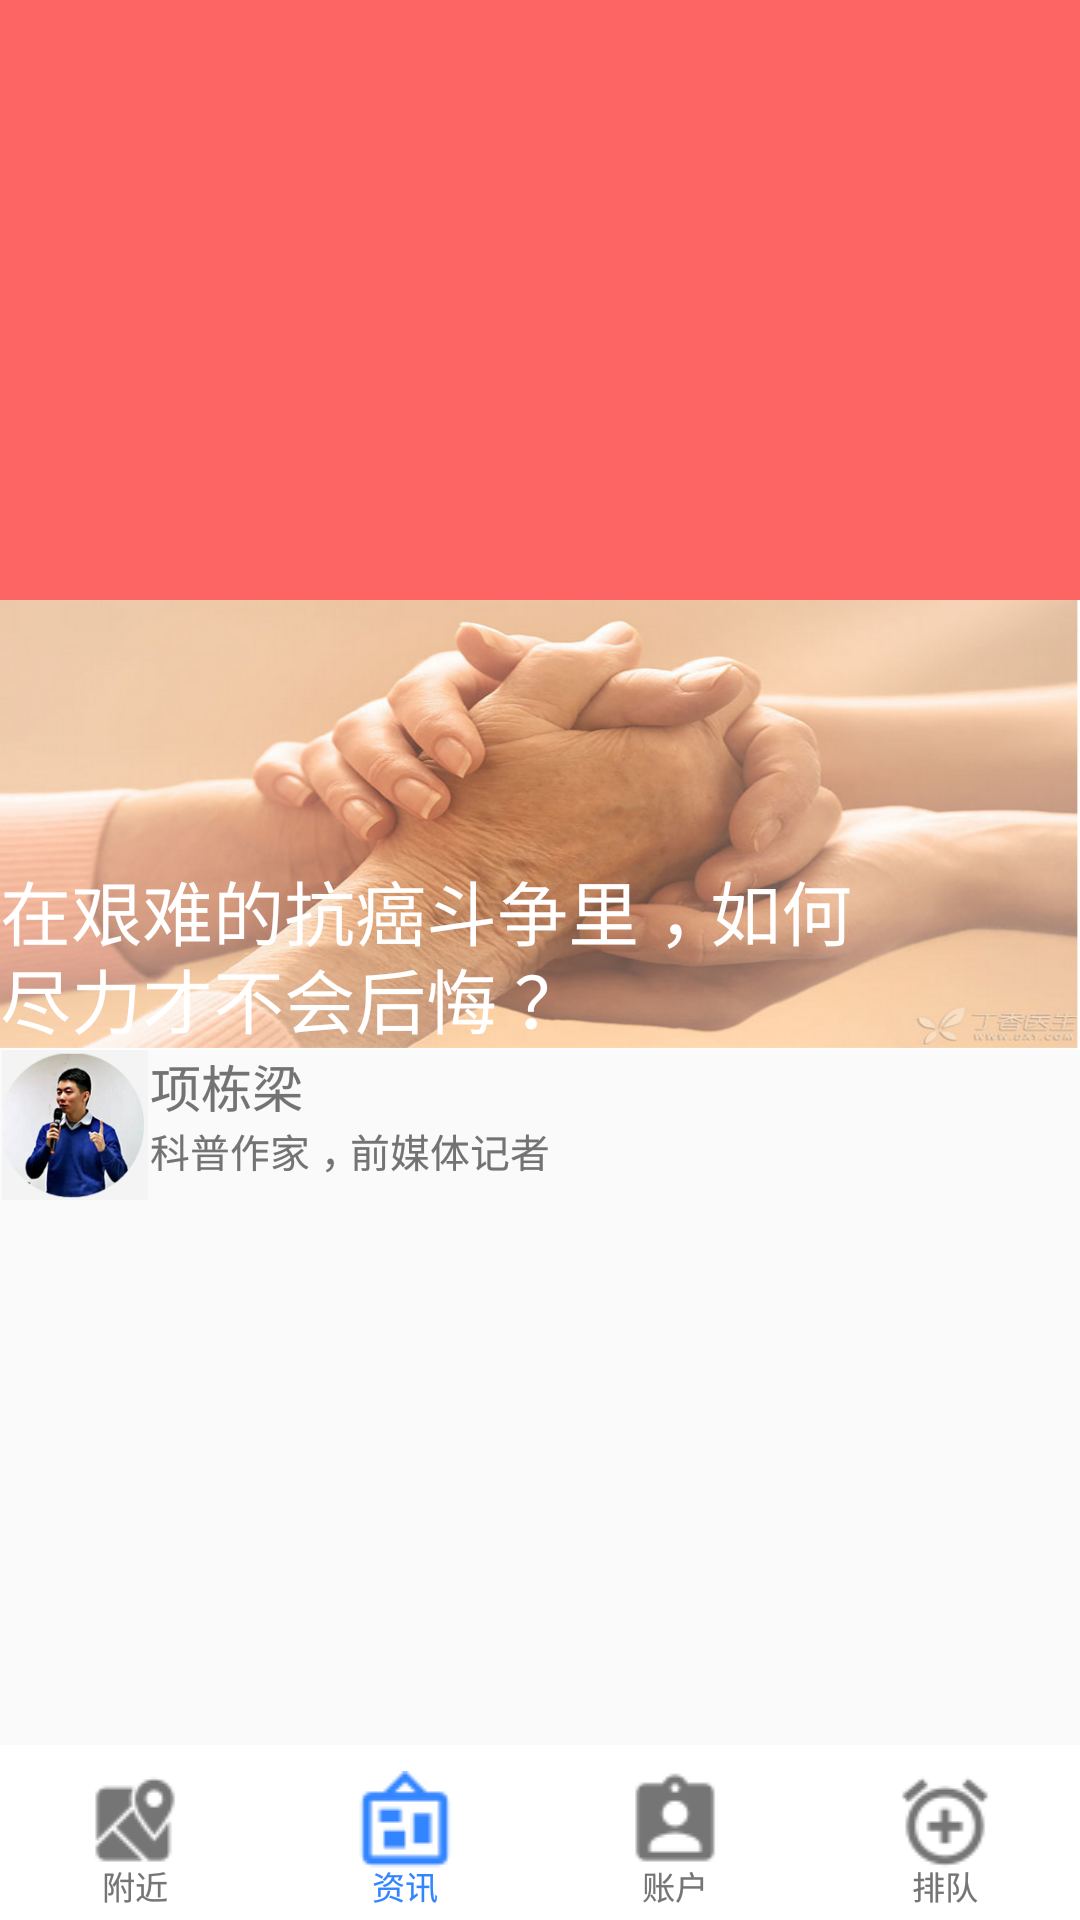 在艰难的抗癌斗争里，如何
尽力才不会后悔？
丁香医生
WWW.DXY.COM
项栋梁
科普作家，前媒体记者
附近
资讯
账户
排队